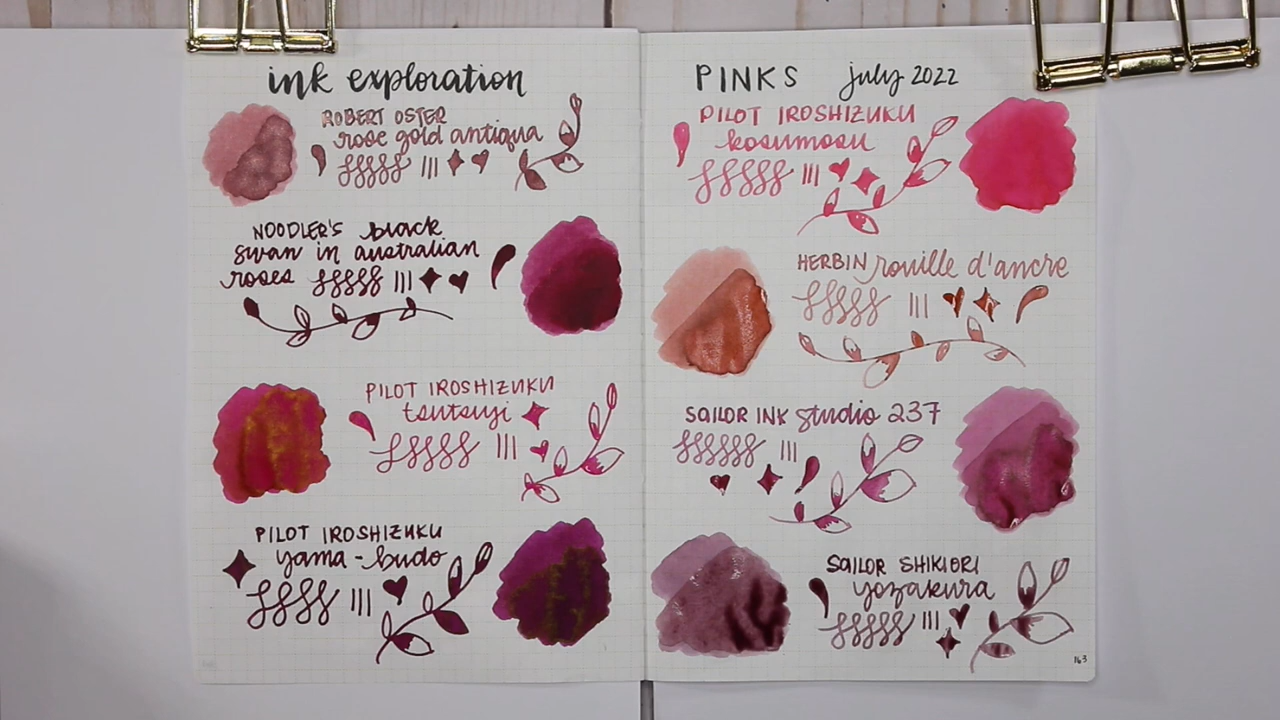 ink exploration
ROBERT OSTER
rose gold antiqua
NOODLER'S black
swan in australian
roses
PILOT IROSHIZUKU
tsutsuji
PILOT IROSHIZUKU
yama-budo
PINKS july 2022
PILOT IROSHIZUKU
kosumosu
HERBIN rouille d'ancre
SAILOR INK studio 237
SAILOR SHIKIORI
yozakura
163